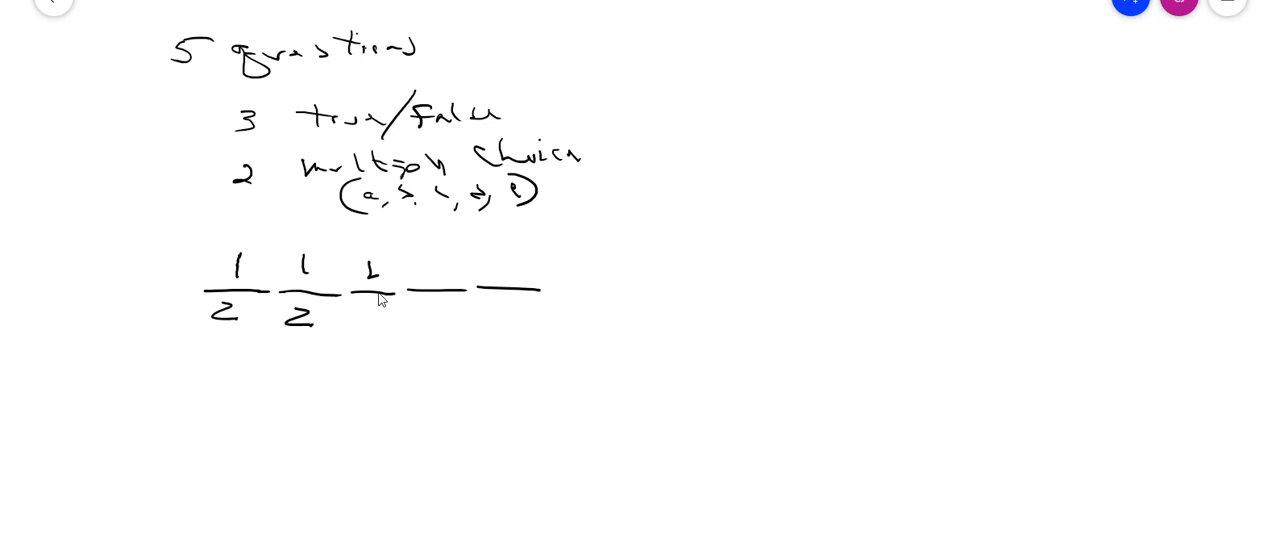 5 questions
3 true/false
2 multiple choice
(a, b, c, d, e)
1 1 1
2 2